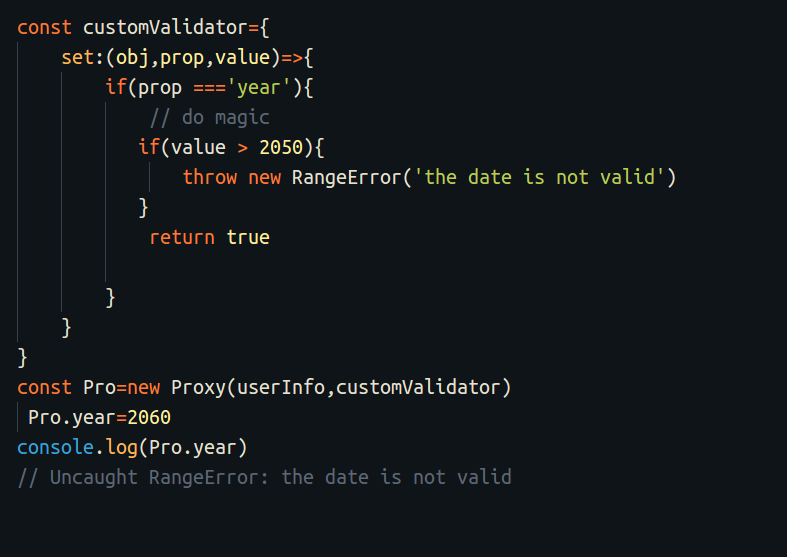 const customValidator={
    set:(obj,prop,value)=>{
        if(prop ==='year'){
            // do magic
           if(value > 2050){
               throw new RangeError('the date is not valid')
           }
            return true
        }
    }
}
const Pro=new Proxy(userInfo,customValidator)
 Pro.year=2060
console.log(Pro.year)
// Uncaught RangeError: the date is not valid